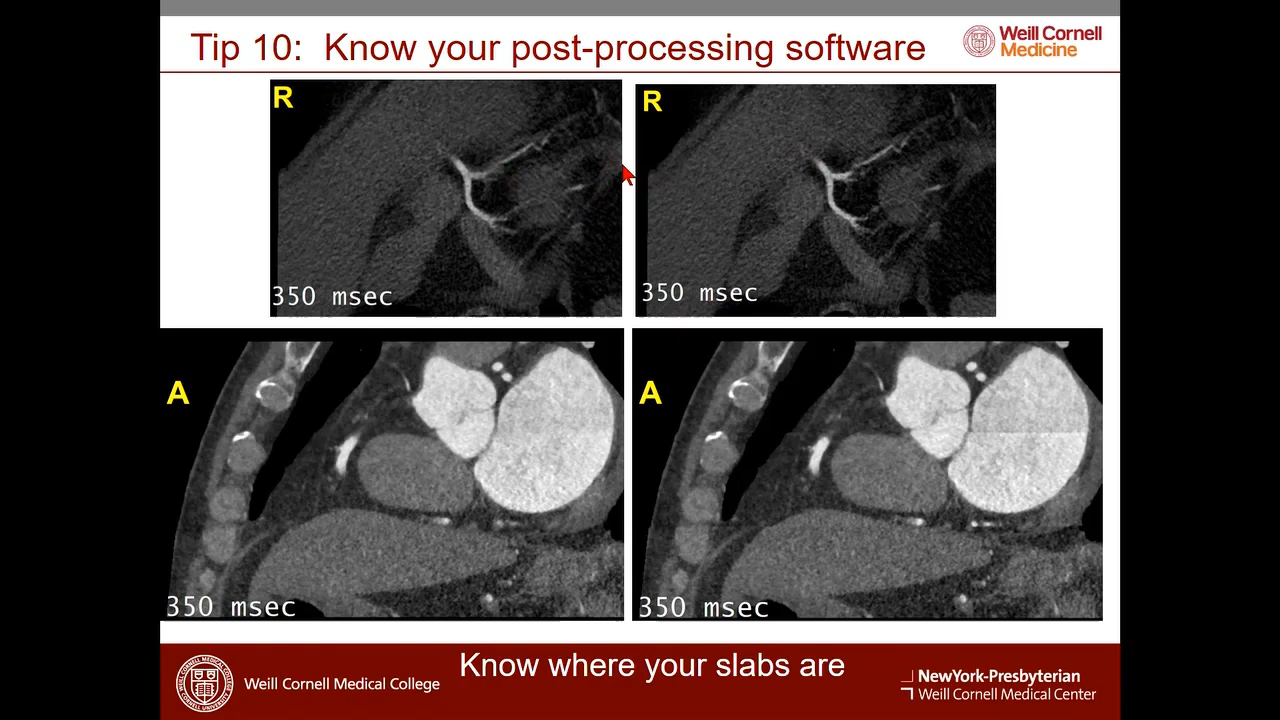 Tip 10:  Know your post-processing software
Weill Cornell
Medicine
R
R
350 msec
350 msec
A
A
350 msec
350 msec
Know where your slabs are
Weill Cornell Medical College
NewYork-Presbyterian
Weill Cornell Medical Center